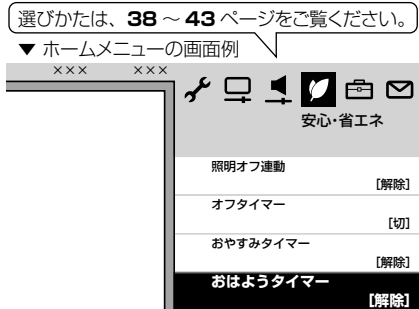 選びかたは、38 ～ 43 ページをご覧ください。
▼ ホームメニューの画面例
××× ×××
安心・省エネ
照明オフ連動
[解除]
オフタイマー
[切]
おやすみタイマー
[解除]
おはようタイマー
[解除]